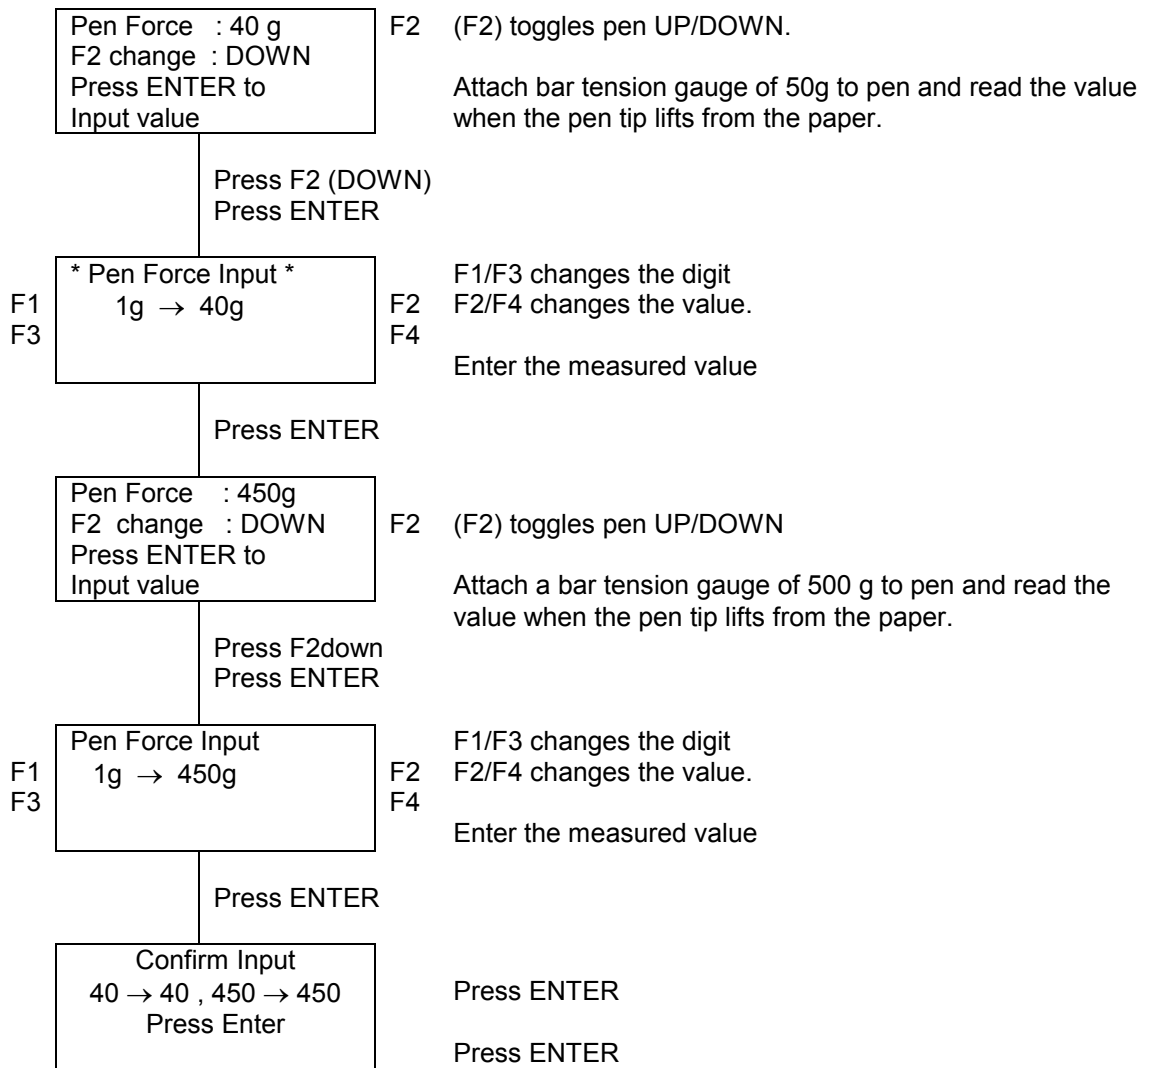 Pen Force : 40 g F2 (F2) toggles pen UP/DOWN.
F2 change : DOWN
Press ENTER to Attach bar tension gauge of 50g to pen and read the value
Input value when the pen tip lifts from the paper.
Press F2 (DOWN)
Press ENTER
* Pen Force Input * F1/F3 changes the digit
F1 1g → 40g F2 F2/F4 changes the value.
F3 F4
Enter the measured value
Press ENTER
Pen Force : 450g
F2 change : DOWN F2 (F2) toggles pen UP/DOWN
Press ENTER to
Input value Attach a bar tension gauge of 500 g to pen and read the
value when the pen tip lifts from the paper.
Press F2down
Press ENTER
Pen Force Input F1/F3 changes the digit
F1 1g → 450g F2 F2/F4 changes the value.
F3 F4
Enter the measured value
Press ENTER
Confirm Input
40 → 40 , 450 → 450 Press ENTER
Press Enter
Press ENTER